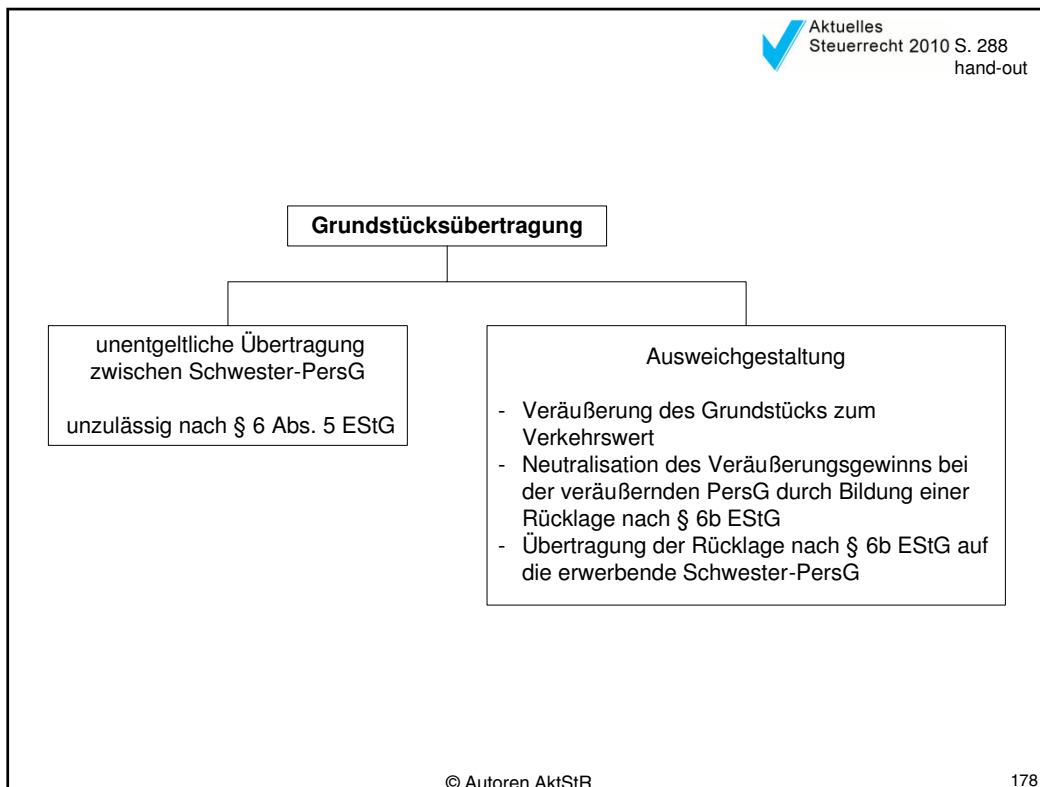 Aktuelles
Steuerrecht 2010 S. 288
hand-out
Grundstücksübertragung
unentgeltliche Übertragung
zwischen Schwester-PersG
unzulässig nach § 6 Abs. 5 EStG
Ausweichgestaltung
- Veräußerung des Grundstücks zum
Verkehrswert
- Neutralisation des Veräußerungsgewinns bei
der veräußernden PersG durch Bildung einer
Rücklage nach § 6b EStG
- Übertragung der Rücklage nach § 6b EStG auf
die erwerbende Schwester-PersG
© Autoren AktStR
178